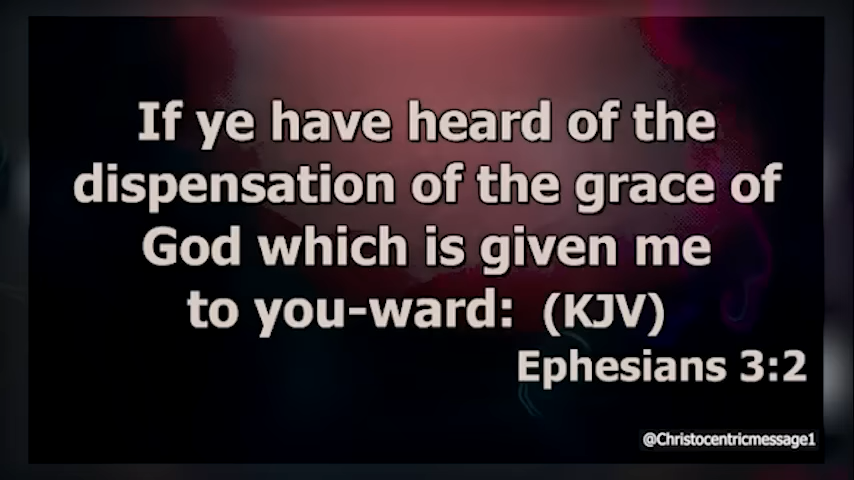 If ye have heard of the
dispensation of the grace of
God which is given me
to you-ward: (KJV)
Ephesians 3:2
@Christocentricmessage1